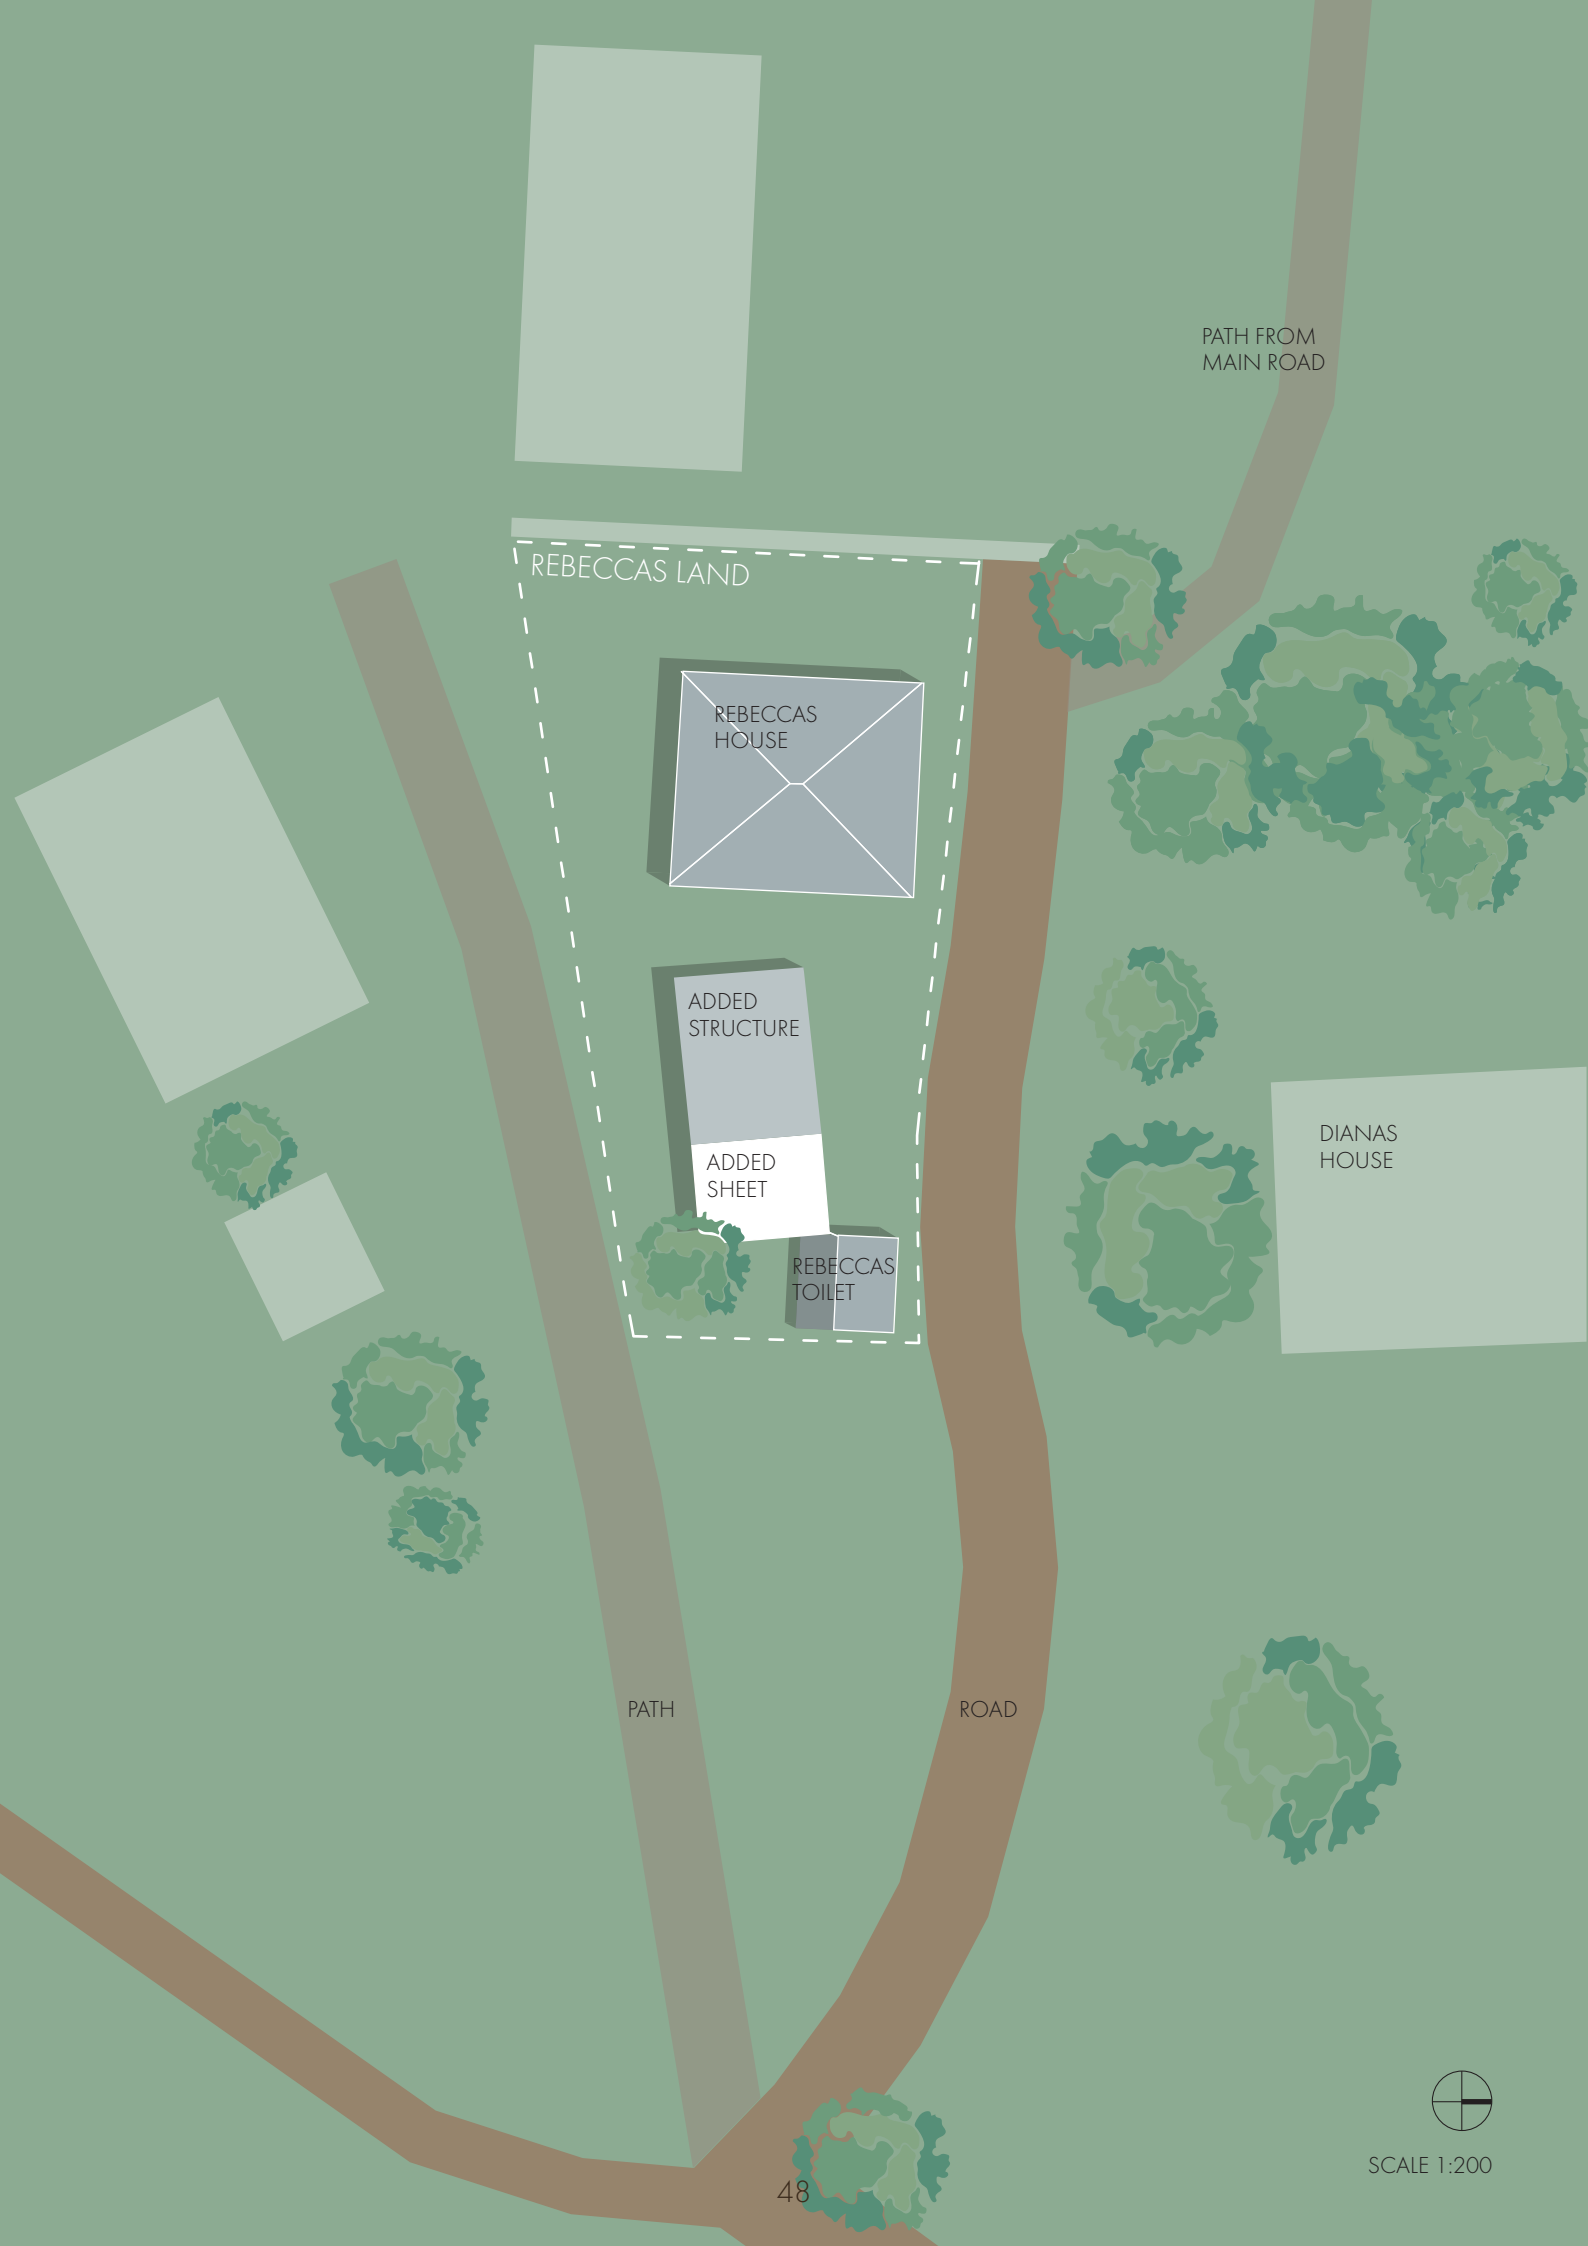 PATH FROM
MAIN ROAD
REBECCAS LAND
REBECCAS
HOUSE
ADDED
STRUCTURE
ADDED
SHEET
DIANAS
HOUSE
REBECCAS
TOILET
PATH
ROAD
SCALE 1:200
48